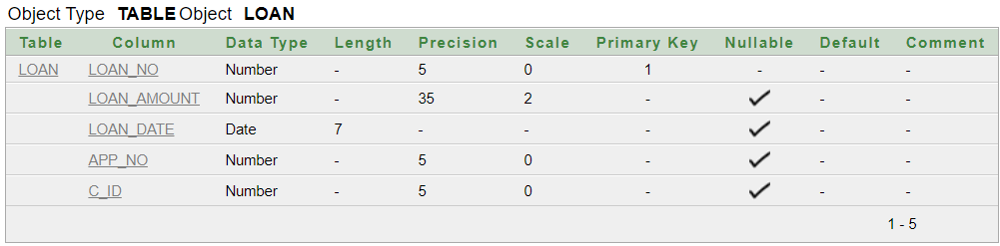 Object Type TABLE Object LOAN
Table Column Data Type Length Precision Scale Primary Key Nullable Default Comment
LOAN LOAN_NO Number - 5 0 1 - - -
LOAN_AMOUNT Number - 35 2 - ✓ - -
LOAN_DATE Date 7 - - - ✓ - -
APP_NO Number - 5 0 - ✓ - -
C_ID Number - 5 0 - ✓ - -
1 - 5